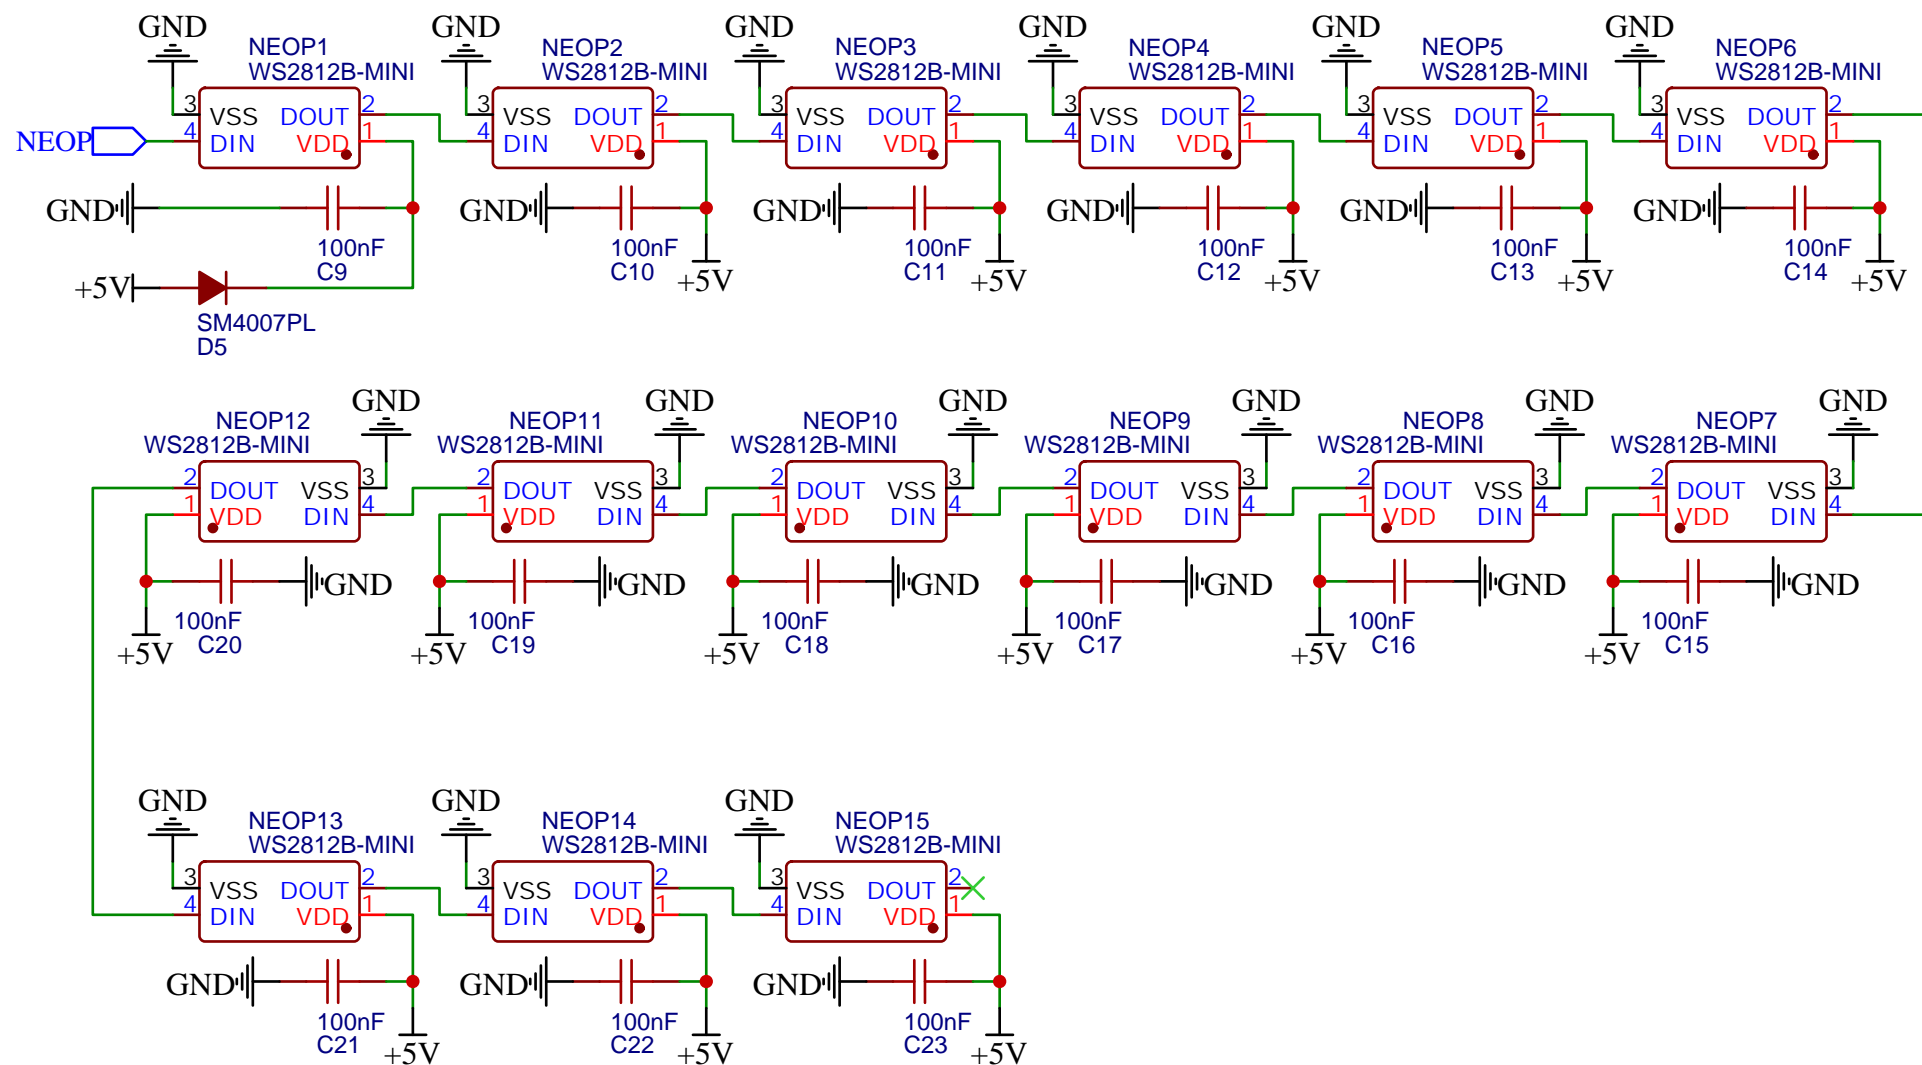 GND GND GND GND GND GND
NEOP1 NEOP2 NEOP3 NEOP4 NEOP5 NEOP6
WS2812B-MINI WS2812B-MINI WS2812B-MINI WS2812B-MINI WS2812B-MINI WS2812B-MINI
3 VSS DOUT 2 3 VSS DOUT 2 3 VSS DOUT 2 3 VSS DOUT 2 3 VSS DOUT 2 3 VSS DOUT 2
NEOP 4 DIN VDD 1 4 DIN VDD 1 4 DIN VDD 1 4 DIN VDD 1 4 DIN VDD 1 4 DIN VDD 1
GND GND GND GND GND GND
100nF 100nF 100nF 100nF 100nF 100nF
C9 C10 C11 C12 C13 C14
+5V +5V +5V +5V +5V +5V
SM4007PL
D5
GND GND GND GND GND GND
NEOP12 NEOP11 NEOP10 NEOP9 NEOP8 NEOP7
WS2812B-MINI WS2812B-MINI WS2812B-MINI WS2812B-MINI WS2812B-MINI WS2812B-MINI
2 DOUT VSS 3 2 DOUT VSS 3 2 DOUT VSS 3 2 DOUT VSS 3 2 DOUT VSS 3 2 DOUT VSS 3
1 VDD DIN 4 1 VDD DIN 4 1 VDD DIN 4 1 VDD DIN 4 1 VDD DIN 4 1 VDD DIN 4
GND GND GND GND GND GND
100nF 100nF 100nF 100nF 100nF 100nF
C20 C19 C18 C17 C16 C15
+5V +5V +5V +5V +5V +5V
GND GND GND
NEOP13 NEOP14 NEOP15
WS2812B-MINI WS2812B-MINI WS2812B-MINI
3 VSS DOUT 2 3 VSS DOUT 2 3 VSS DOUT 2
4 DIN VDD 1 4 DIN VDD 1 4 DIN VDD 1
GND GND GND
100nF 100nF 100nF
C21 C22 C23
+5V +5V +5V